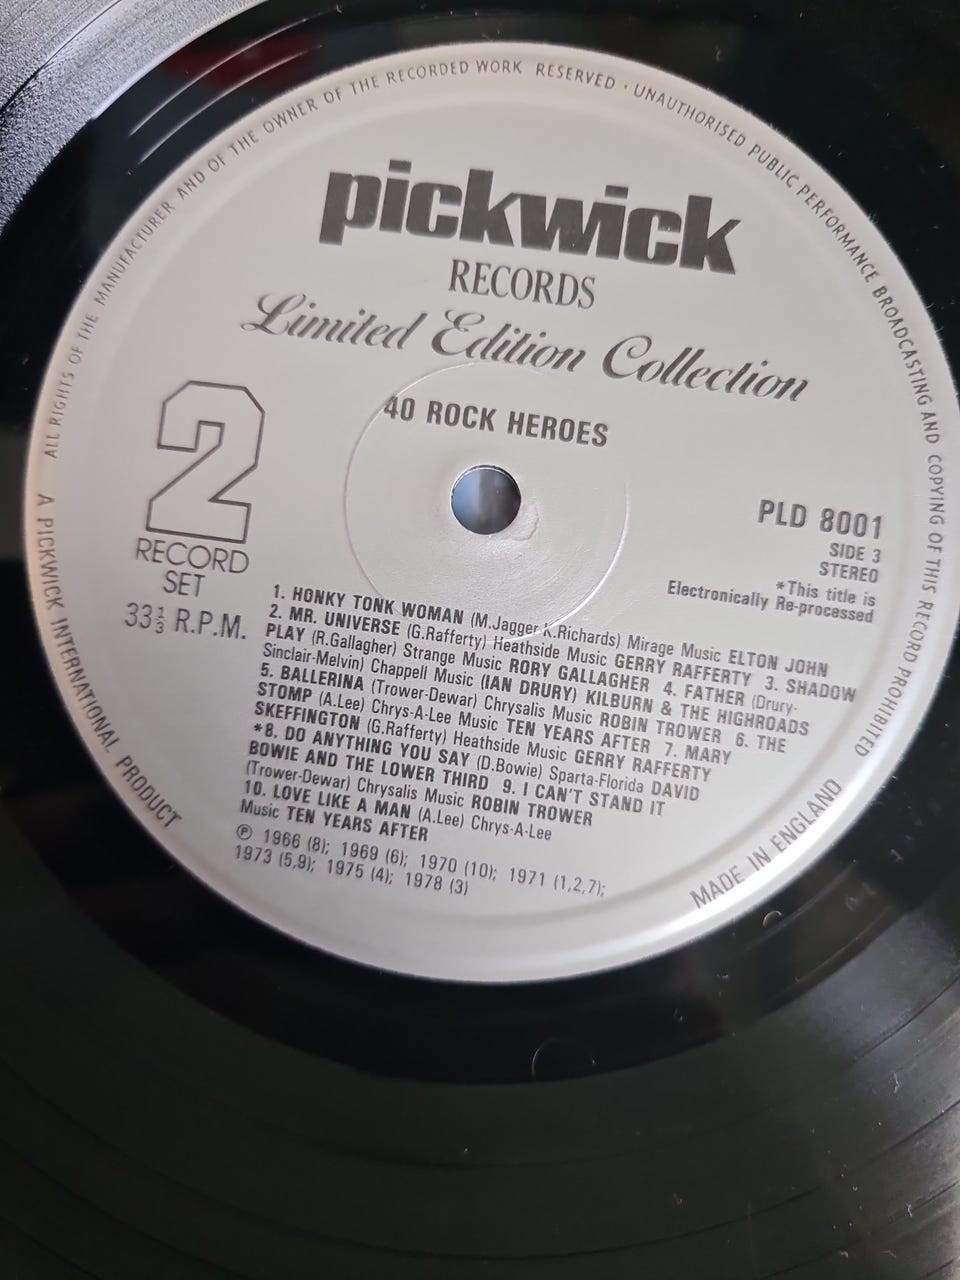 ALL RIGHTS OF THE MANUFACTURER AND OF THE OWNER OF THE RECORDED WORK RESERVED · UNAUTHORISED PUBLIC PERFORMANCE BROADCASTING AND COPYING OF THIS RECORD PROHIBITED
pickwick
RECORDS
Limited Edition Collection
40 ROCK HEROES
2
RECORD
SET
33⅓ R.P.M.
PLD 8001
SIDE 3
STEREO
*This title is
Electronically Re-processed
1. HONKY TONK WOMAN (M.Jagger-K.Richards) Mirage Music ELTON JOHN
2. MR. UNIVERSE (G.Rafferty) Heathside Music GERRY RAFFERTY 3. SHADOW
PLAY (R.Gallagher) Strange Music RORY GALLAGHER 4. FATHER (Drury-
Sinclair-Melvin) Chappell Music (IAN DRURY) KILBURN & THE HIGHROADS
5. BALLERINA (Trower-Dewar) Chrysalis Music ROBIN TROWER 6. THE
STOMP (A.Lee) Chrys-A-Lee Music TEN YEARS AFTER 7. MARY
SKEFFINGTON (G.Rafferty) Heathside Music GERRY RAFFERTY
*8. DO ANYTHING YOU SAY (D.Bowie) Sparta-Florida DAVID
BOWIE AND THE LOWER THIRD 9. I CAN'T STAND IT
(Trower-Dewar) Chrysalis Music ROBIN TROWER
10. LOVE LIKE A MAN (A.Lee) Chrys-A-Lee
Music TEN YEARS AFTER
℗ 1966 (8); 1969 (6); 1970 (10); 1971 (1,2,7);
1973 (5,9); 1975 (4); 1978 (3)
A PICKWICK INTERNATIONAL PRODUCT
MADE IN ENGLAND